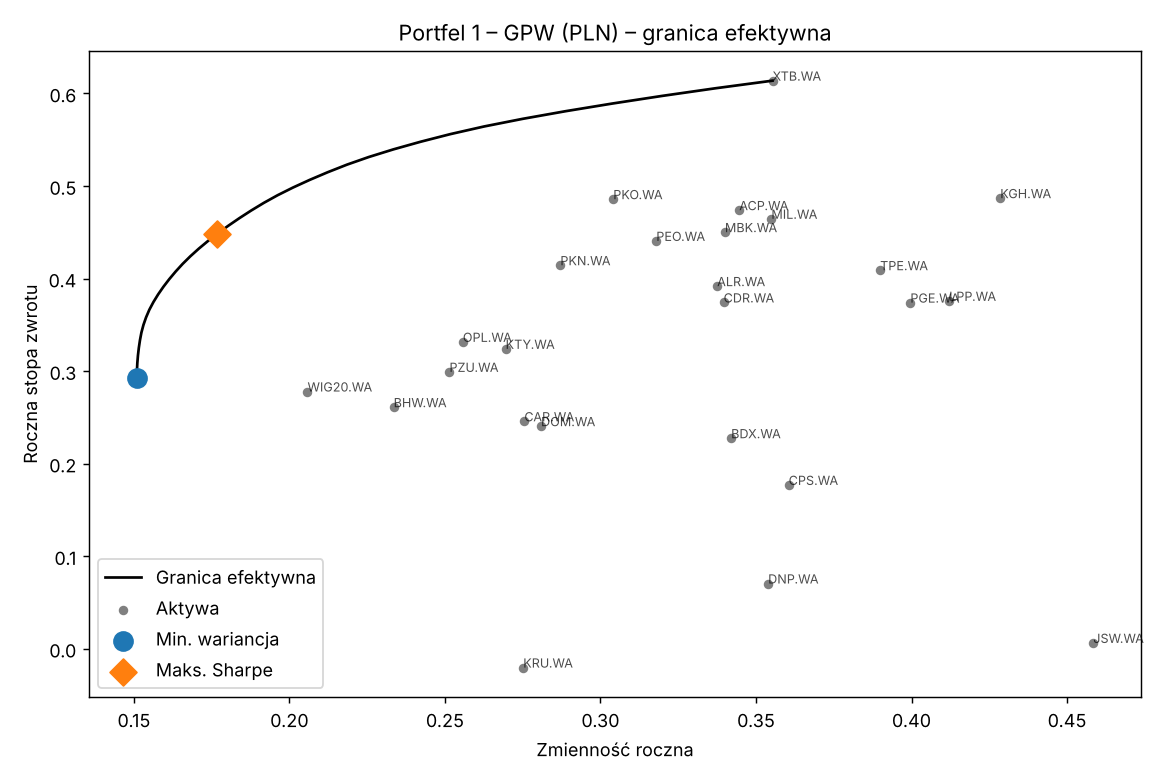 Portfel 1 – GPW (PLN) – granica efektywna
Roczna stopa zwrotu
0.6
0.5
0.4
0.3
0.2
0.1
0.0
XTB.WA
PKO.WA
KGH.WA
ACP.WA
MIL.WA
MBK.WA
PEO.WA
PKN.WA
TPE.WA
ALR.WA
CDR.WA
PGE.WA
LPP.WA
OPL.WA
KTY.WA
PZU.WA
WIG20.WA
BHW.WA
CAR.WA
DOM.WA
BDX.WA
CPS.WA
DNP.WA
JSW.WA
KRU.WA
Granica efektywna
Aktywa
Min. wariancja
Maks. Sharpe
0.15
0.20
0.25
0.30
0.35
0.40
0.45
Zmienność roczna